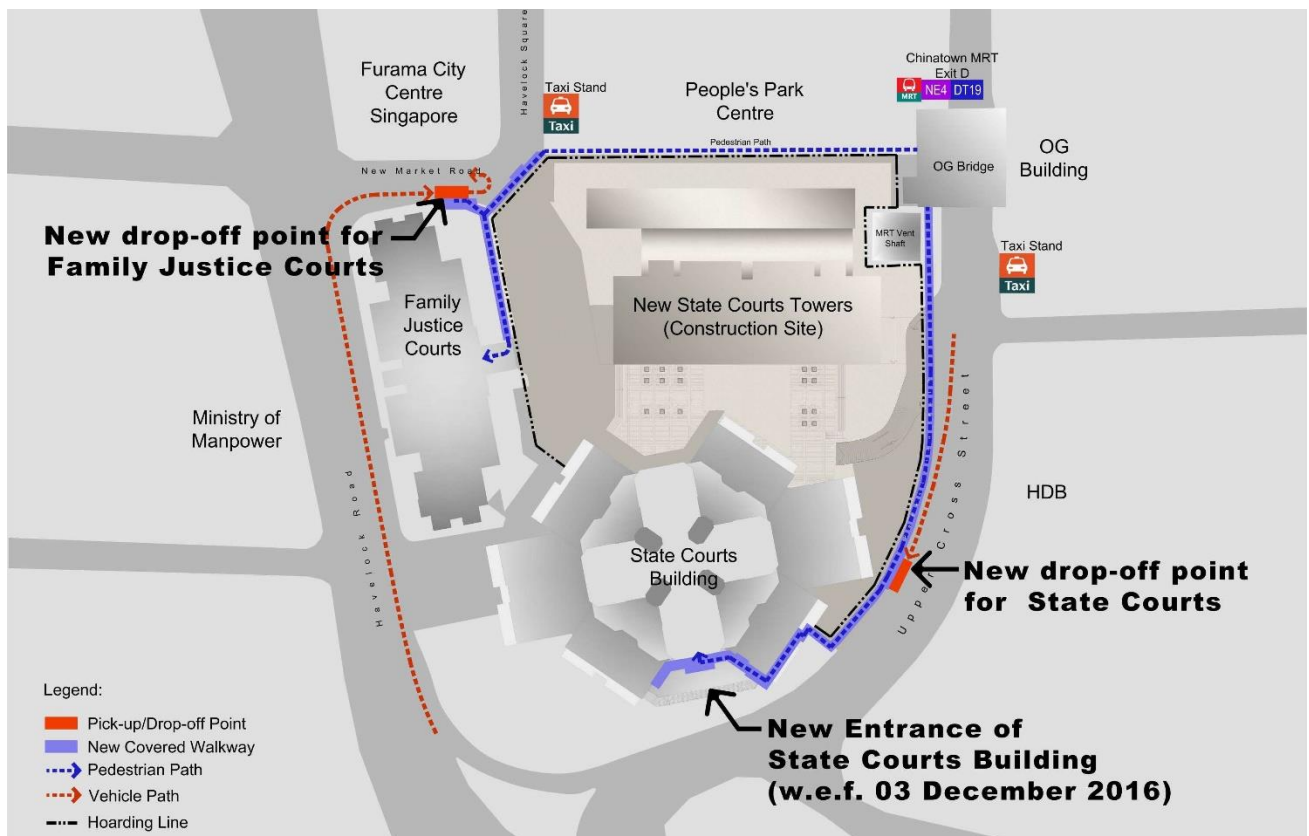 Furama City
Centre
Singapore
Havelock Square
Taxi Stand
Taxi
People's Park
Centre
Chinatown MRT
Exit D
MRT NE4 DT19
Pedestrian Path
OG Bridge
OG
Building
New Market Road
New drop-off point for
Family Justice Courts
MRT Vent
Shaft
Taxi Stand
Taxi
Family
Justice
Courts
New State Courts Towers
(Construction Site)
Ministry of
Manpower
Havelock Road
Upper Cross Street
HDB
State Courts
Building
New drop-off point
for State Courts
New Entrance of
State Courts Building
(w.e.f. 03 December 2016)
Legend:
Pick-up/Drop-off Point
New Covered Walkway
Pedestrian Path
Vehicle Path
Hoarding Line